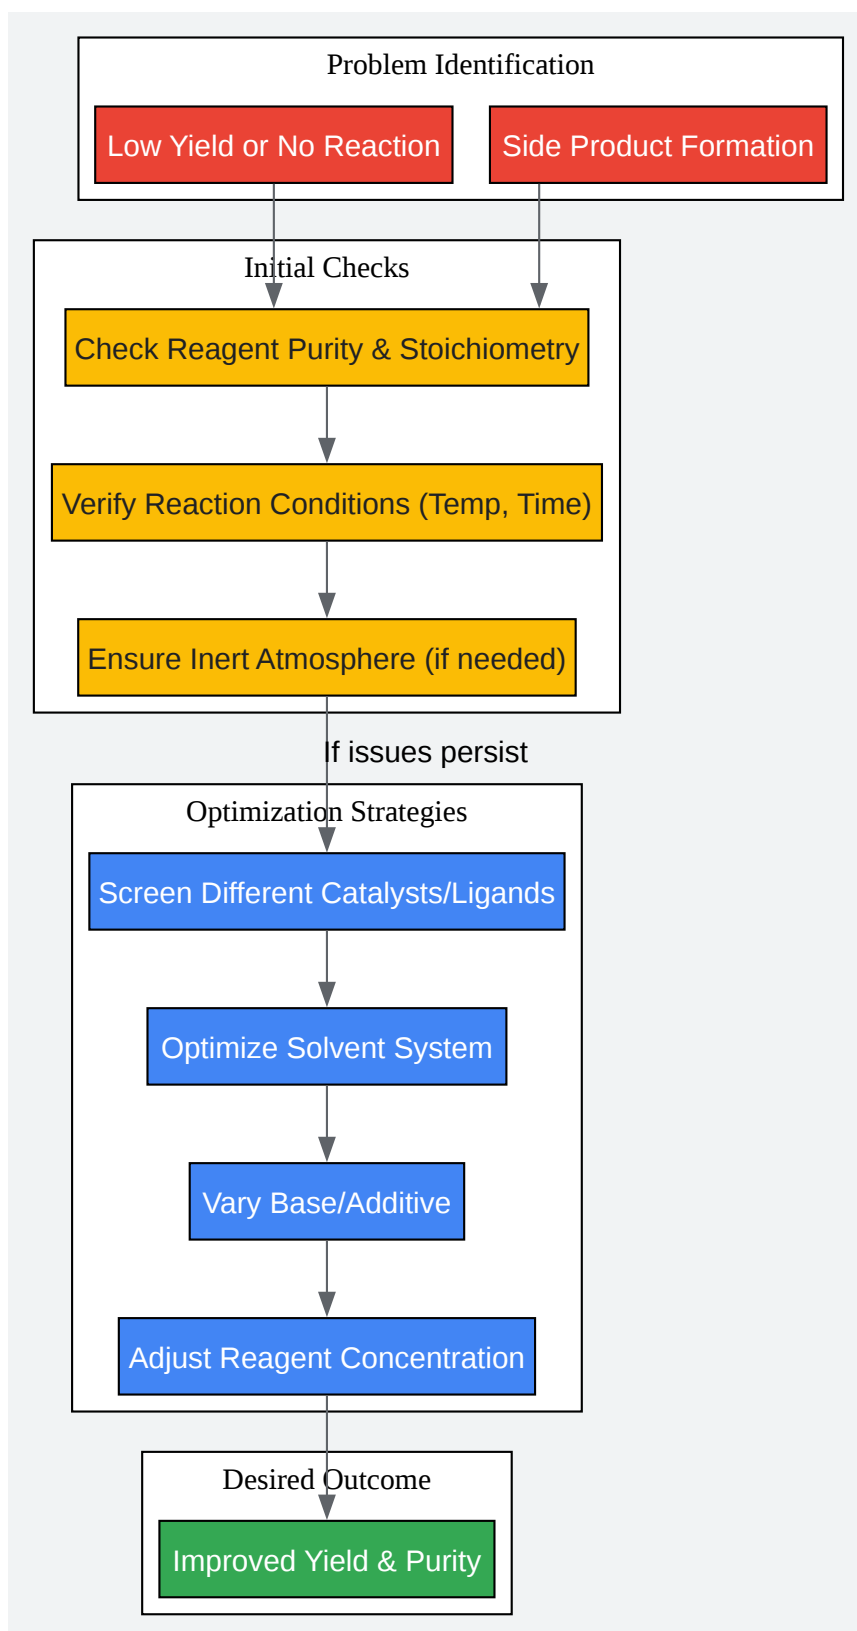 Problem Identification
Low Yield or No Reaction
Side Product Formation
Initial Checks
Check Reagent Purity & Stoichiometry
Verify Reaction Conditions (Temp, Time)
Ensure Inert Atmosphere (if needed)
If issues persist
Optimization Strategies
Screen Different Catalysts/Ligands
Optimize Solvent System
Vary Base/Additive
Adjust Reagent Concentration
Desired Outcome
Improved Yield & Purity